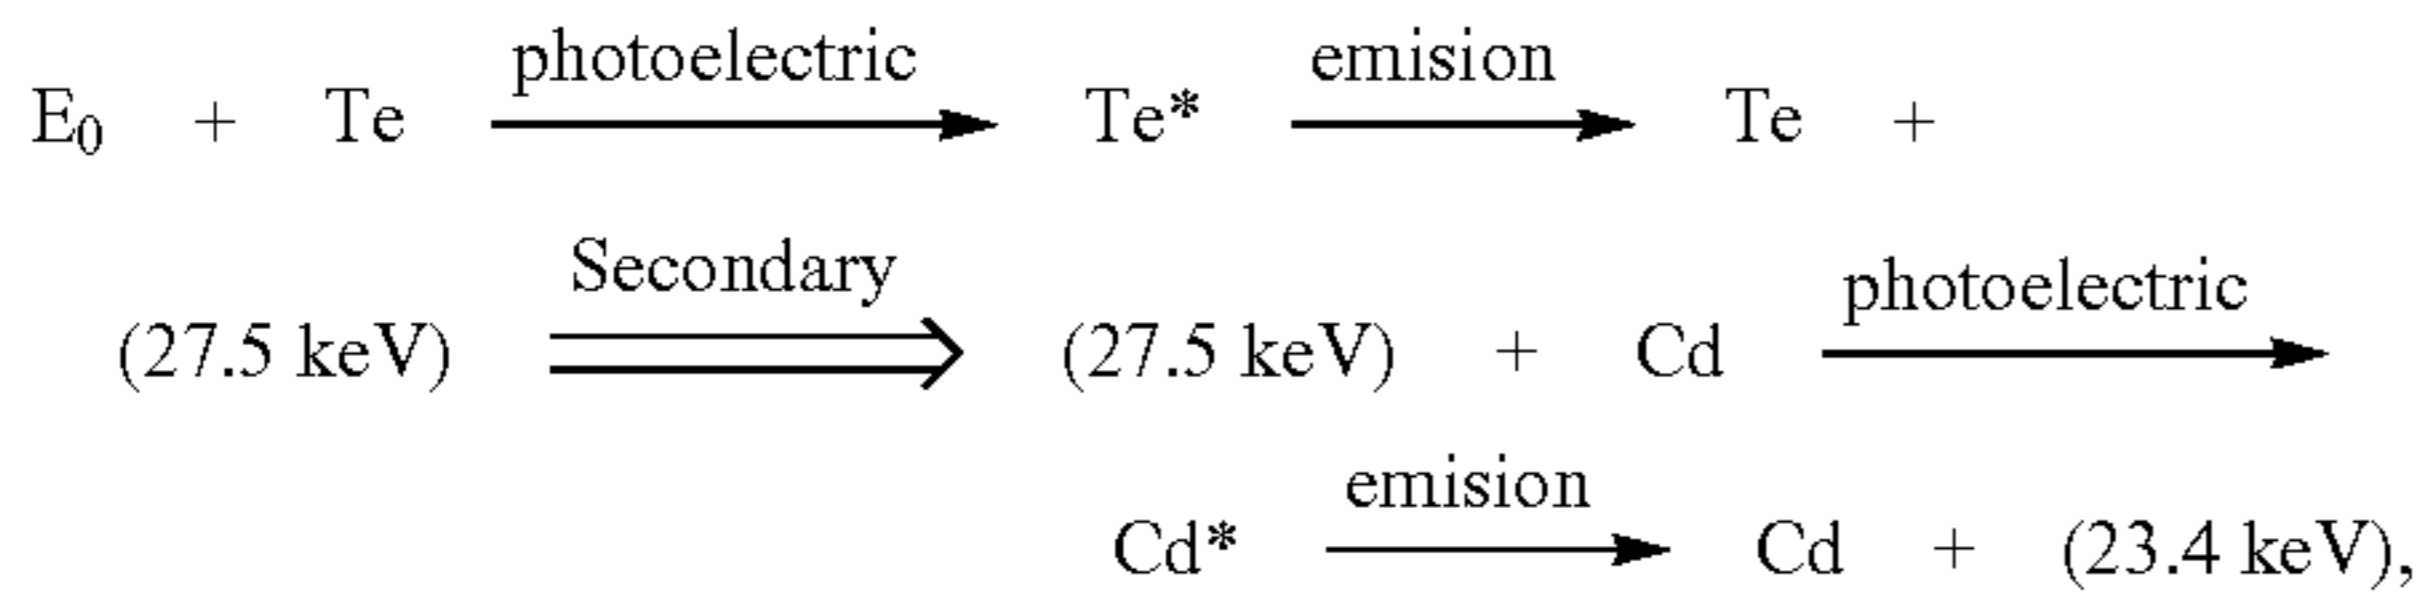 photoelectric emision
E₀ + Te Te* Te +
Secondary photoelectric
(27.5 keV) (27.5 keV) + Cd
emision
Cd* Cd + (23.4 keV),